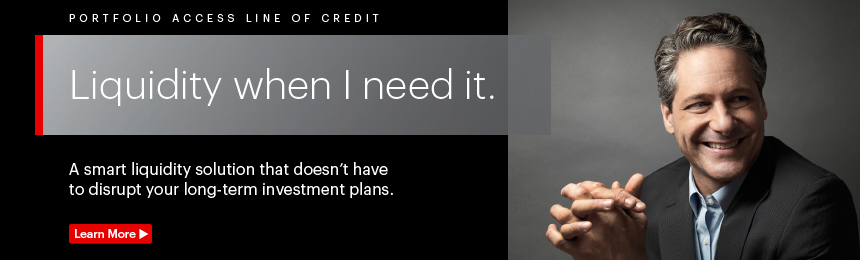 PORTFOLIO ACCESS LINE OF CREDIT
Liquidity when I need it.
A smart liquidity solution that doesn't have
to disrupt your long-term investment plans.
Learn More ▶